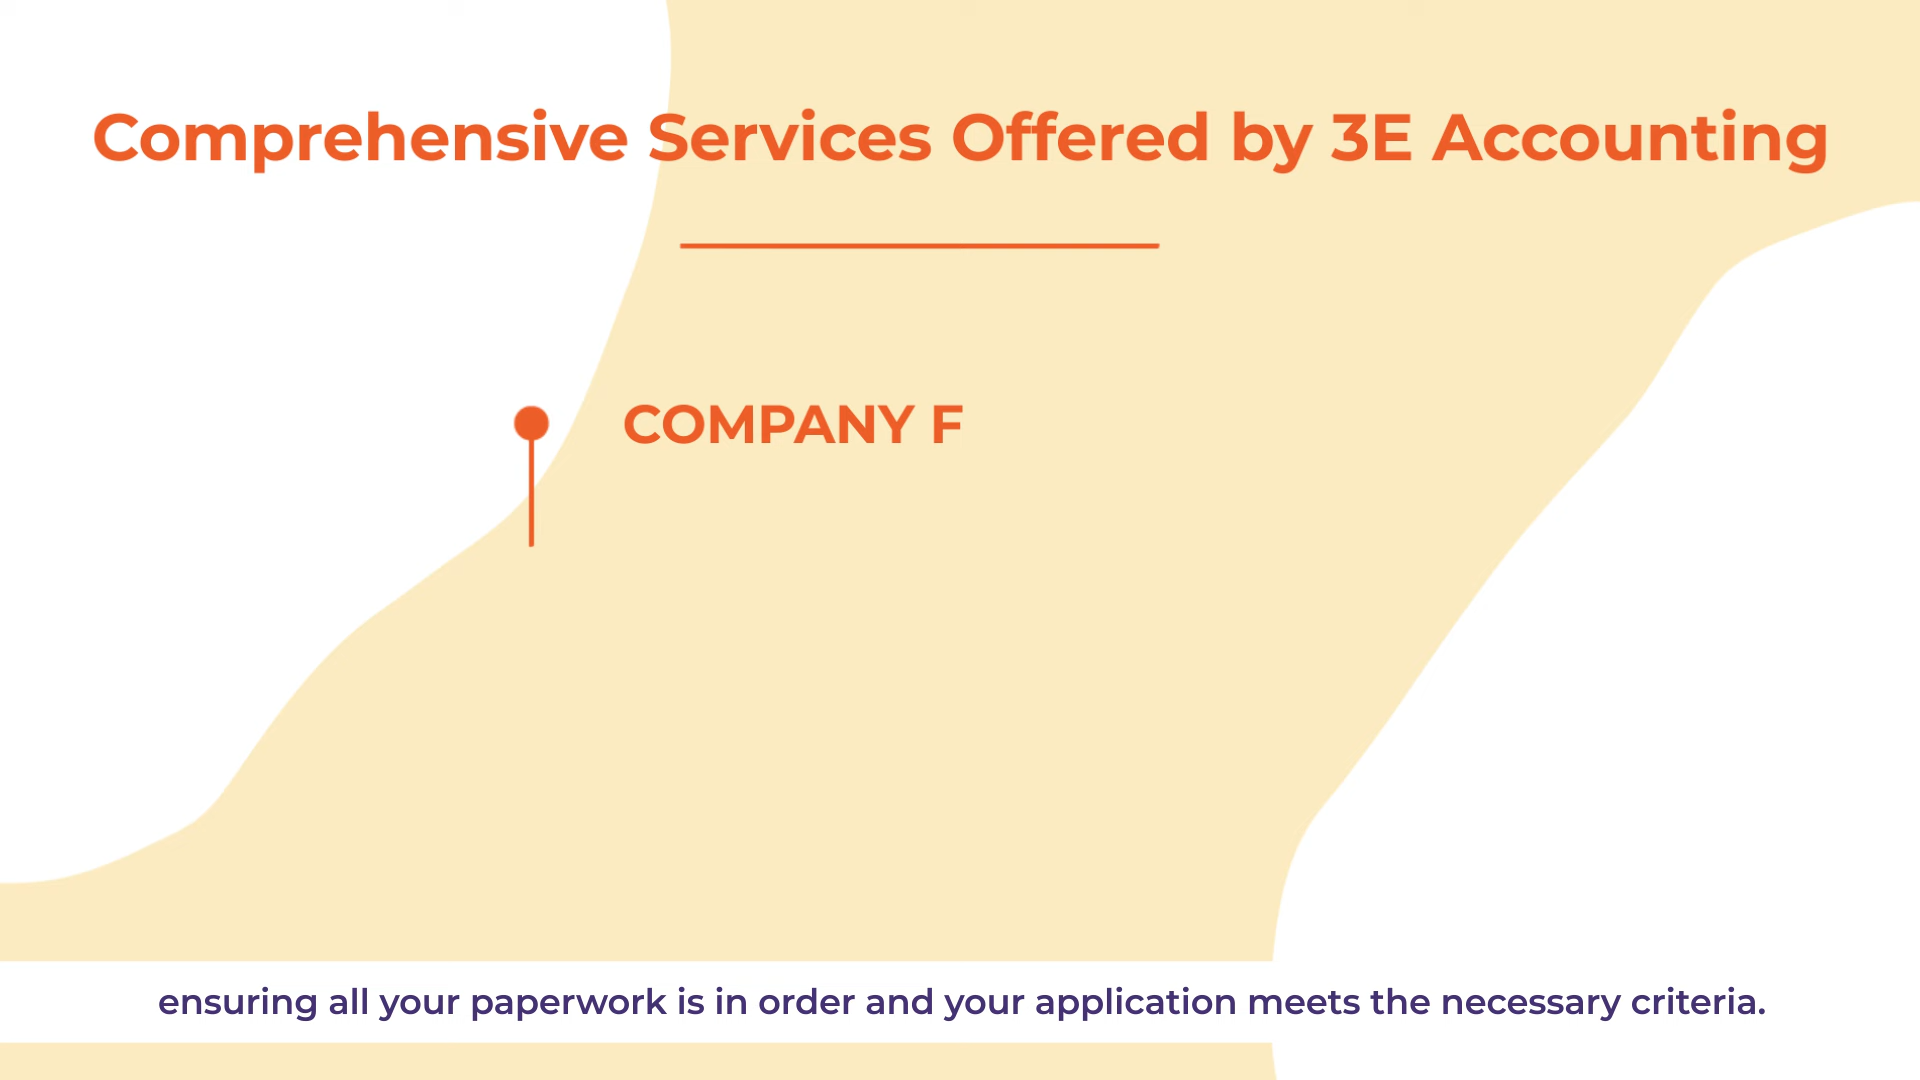 Comprehensive Services Offered by 3E Accounting
COMPANY F
ensuring all your paperwork is in order and your application meets the necessary criteria.